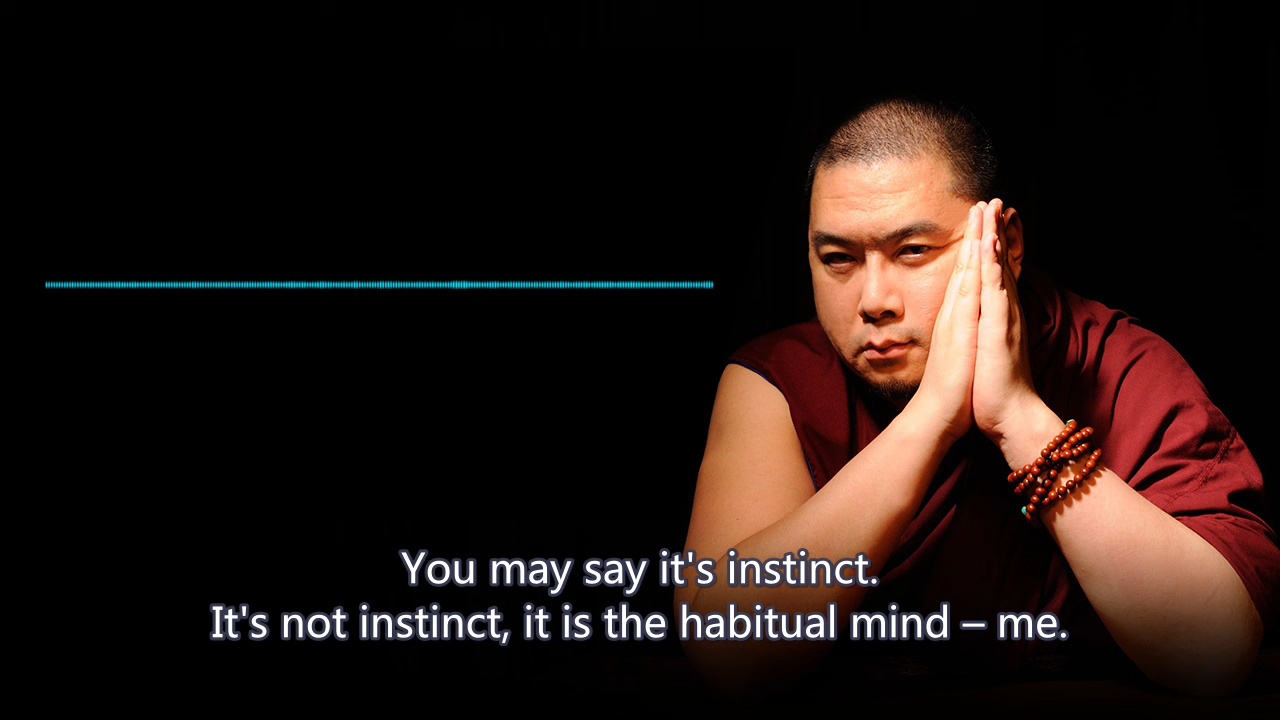 You may say it's instinct.
It's not instinct, it is the habitual mind – me.